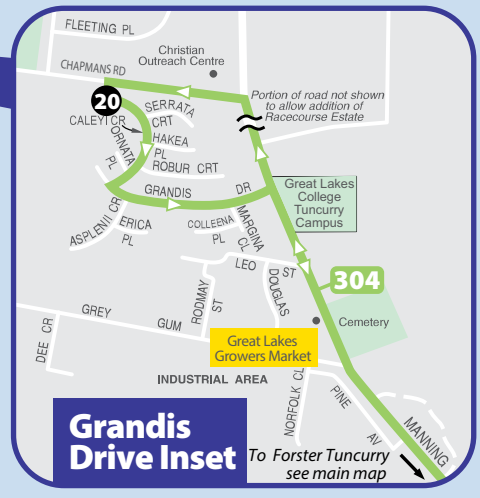 FLEETING PL
Christian
Outreach Centre
CHAPMANS RD
20
Portion of road not shown
to allow addition of
Racecourse Estate
SERRATA
CRT
CALEYI CR
HAKEA
PL
ORNATA
PL
ROBUR CRT
GRANDIS
DR
Great Lakes
College
Tuncurry
Campus
ASPLENII CR
ERICA
PL
COLLEENA
PL
MARGINA
CL
LEO
ST
304
RODMAY
ST
DOUGLAS
GREY
GUM
Cemetery
DEE CR
Great Lakes
Growers Market
INDUSTRIAL AREA
NORFOLK CL
PINE
AV
MANNING
Grandis
Drive Inset
To Forster Tuncurry
see main map